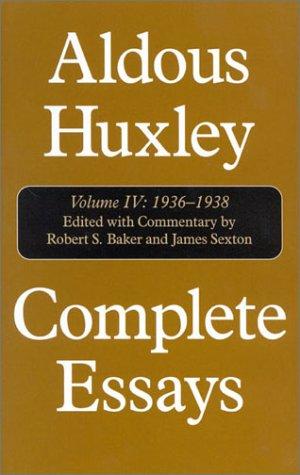 Aldous
Huxley
Volume IV: 1936–1938
Edited with Commentary by
Robert S. Baker and James Sexton
Complete
Essays